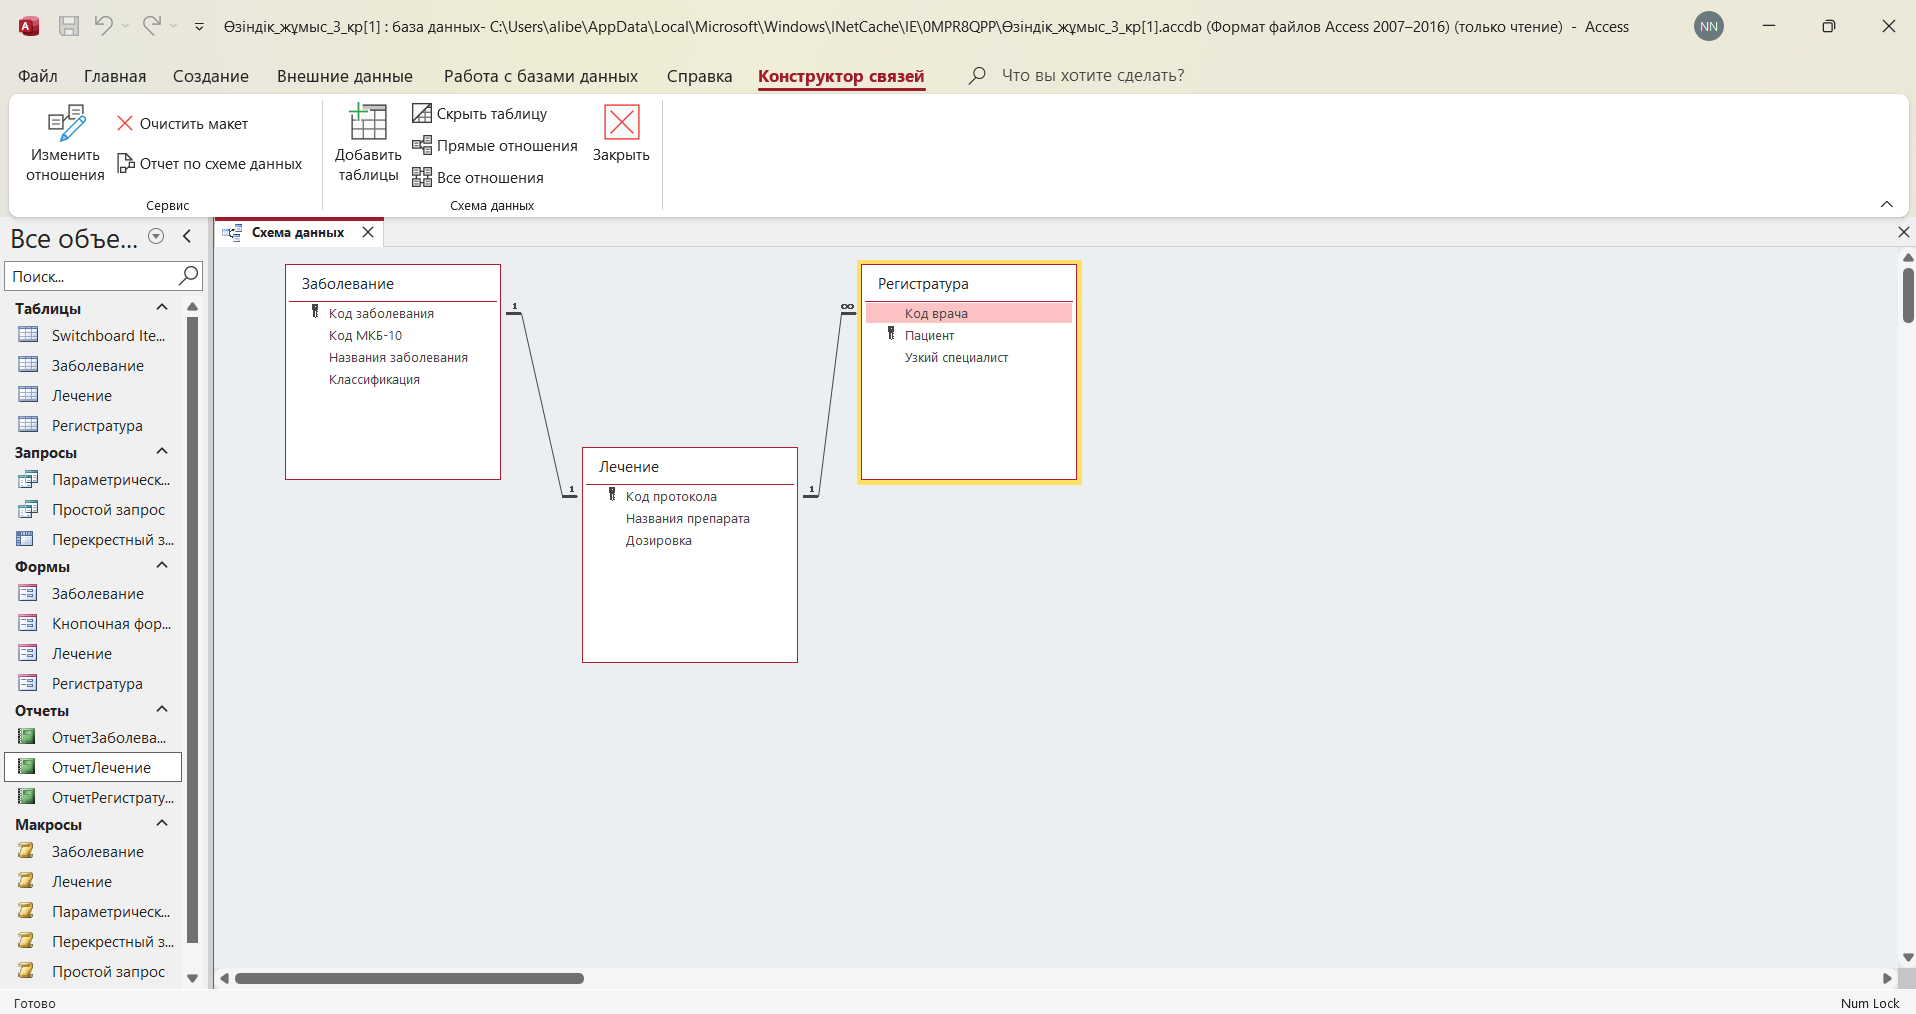 Өзіндік_жұмыс_3_кр[1] : база данных- C:\Users\alibe\AppData\Local\Microsoft\Windows\INetCache\IE\0MPR8QPP\Өзіндік_жұмыс_3_кр[1].accdb (Формат файлов Access 2007–2016) (только чтение) - Access
NN
Файл Главная Создание Внешние данные Работа с базами данных Справка Конструктор связей Что вы хотите сделать?
Изменить отношения
Очистить макет
Отчет по схеме данных
Сервис
Добавить таблицы
Скрыть таблицу
Прямые отношения
Все отношения
Закрыть
Схема данных
Все объе...
Поиск...
Таблицы
Switchboard Ite...
Заболевание
Лечение
Регистратура
Запросы
Параметрическ...
Простой запрос
Перекрестный з...
Формы
Заболевание
Кнопочная фор...
Лечение
Регистратура
Отчеты
ОтчетЗаболева...
ОтчетЛечение
ОтчетРегистрату...
Макросы
Заболевание
Лечение
Параметрическ...
Перекрестный з...
Простой запрос
Схема данных
Заболевание
Код заболевания
Код МКБ-10
Названия заболевания
Классификация
1
1
Лечение
Код протокола
Названия препарата
Дозировка
1
∞
Регистратура
Код врача
Пациент
Узкий специалист
Готово
Num Lock